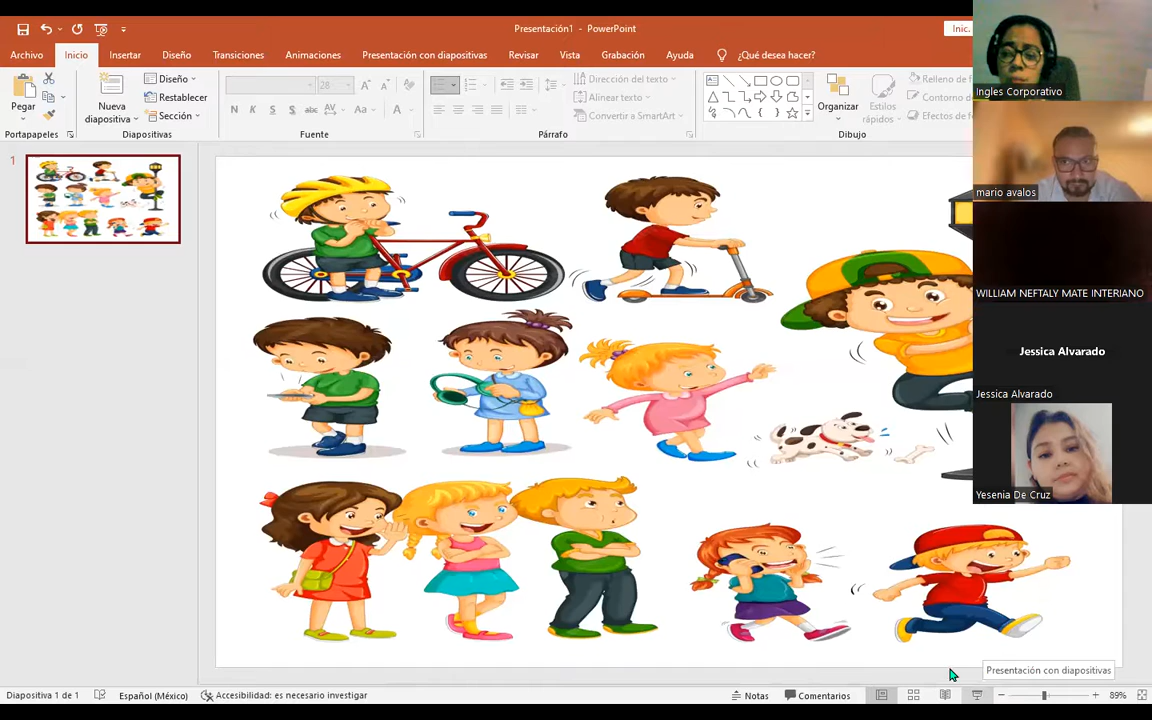 Presentación1 - PowerPoint
Inic.
Archivo Inicio Insertar Diseño Transiciones Animaciones Presentación con diapositivas Revisar Vista Grabación Ayuda ¿Qué desea hacer?
Pegar
Portapapeles
Nueva diapositiva
Diseño
Restablecer
Sección
Diapositivas
28
N K S abc AV Aa A
Fuente
Dirección del texto
Alinear texto
Convertir a SmartArt
Párrafo
Organizar
Estilos rápidos
Relleno de f
Contorno d
Efectos de f
Dibujo
1
Ingles Corporativo
mario avalos
WILLIAM NEFTALY MATE INTERIANO
Jessica Alvarado
Jessica Alvarado
Yesenia De Cruz
Presentación con diapositivas
Diapositiva 1 de 1 Español (México) Accesibilidad: es necesario investigar Notas Comentarios 89%